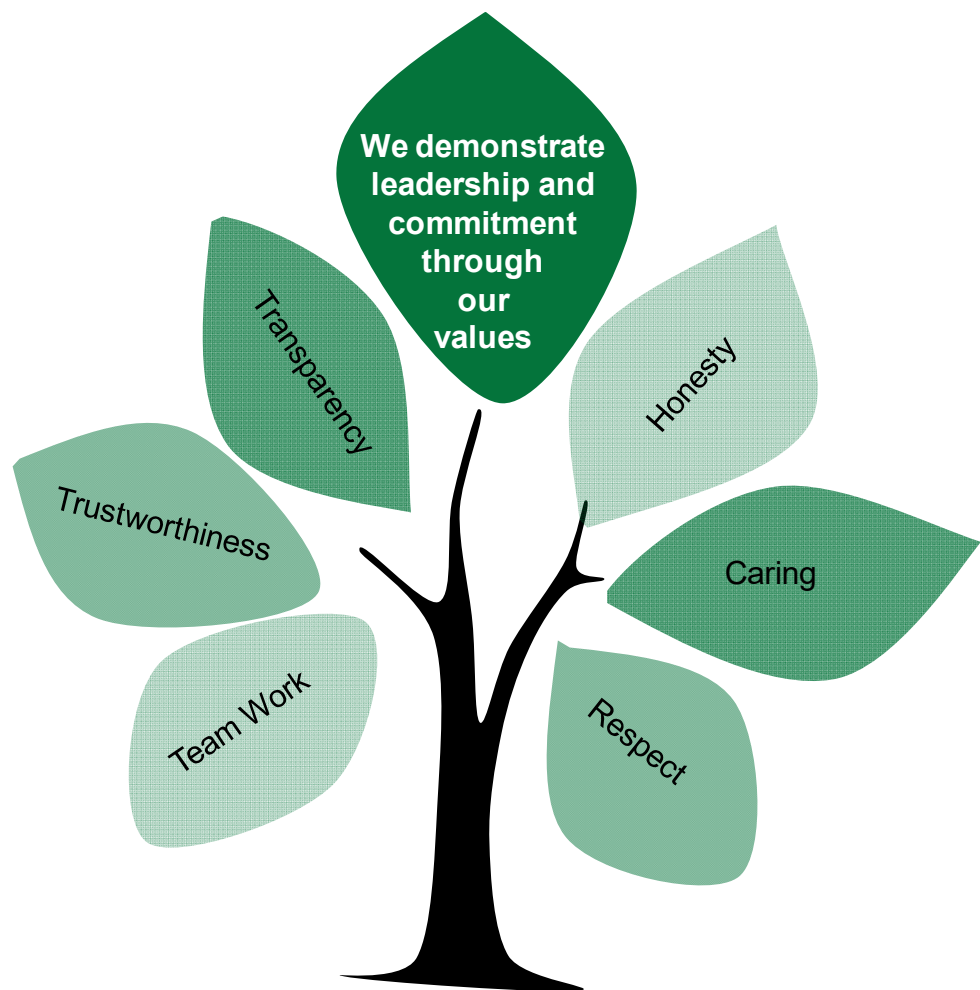 We demonstrate
leadership and
commitment
through
our
values
Transparency
Honesty
Trustworthiness
Caring
Team Work
Respect